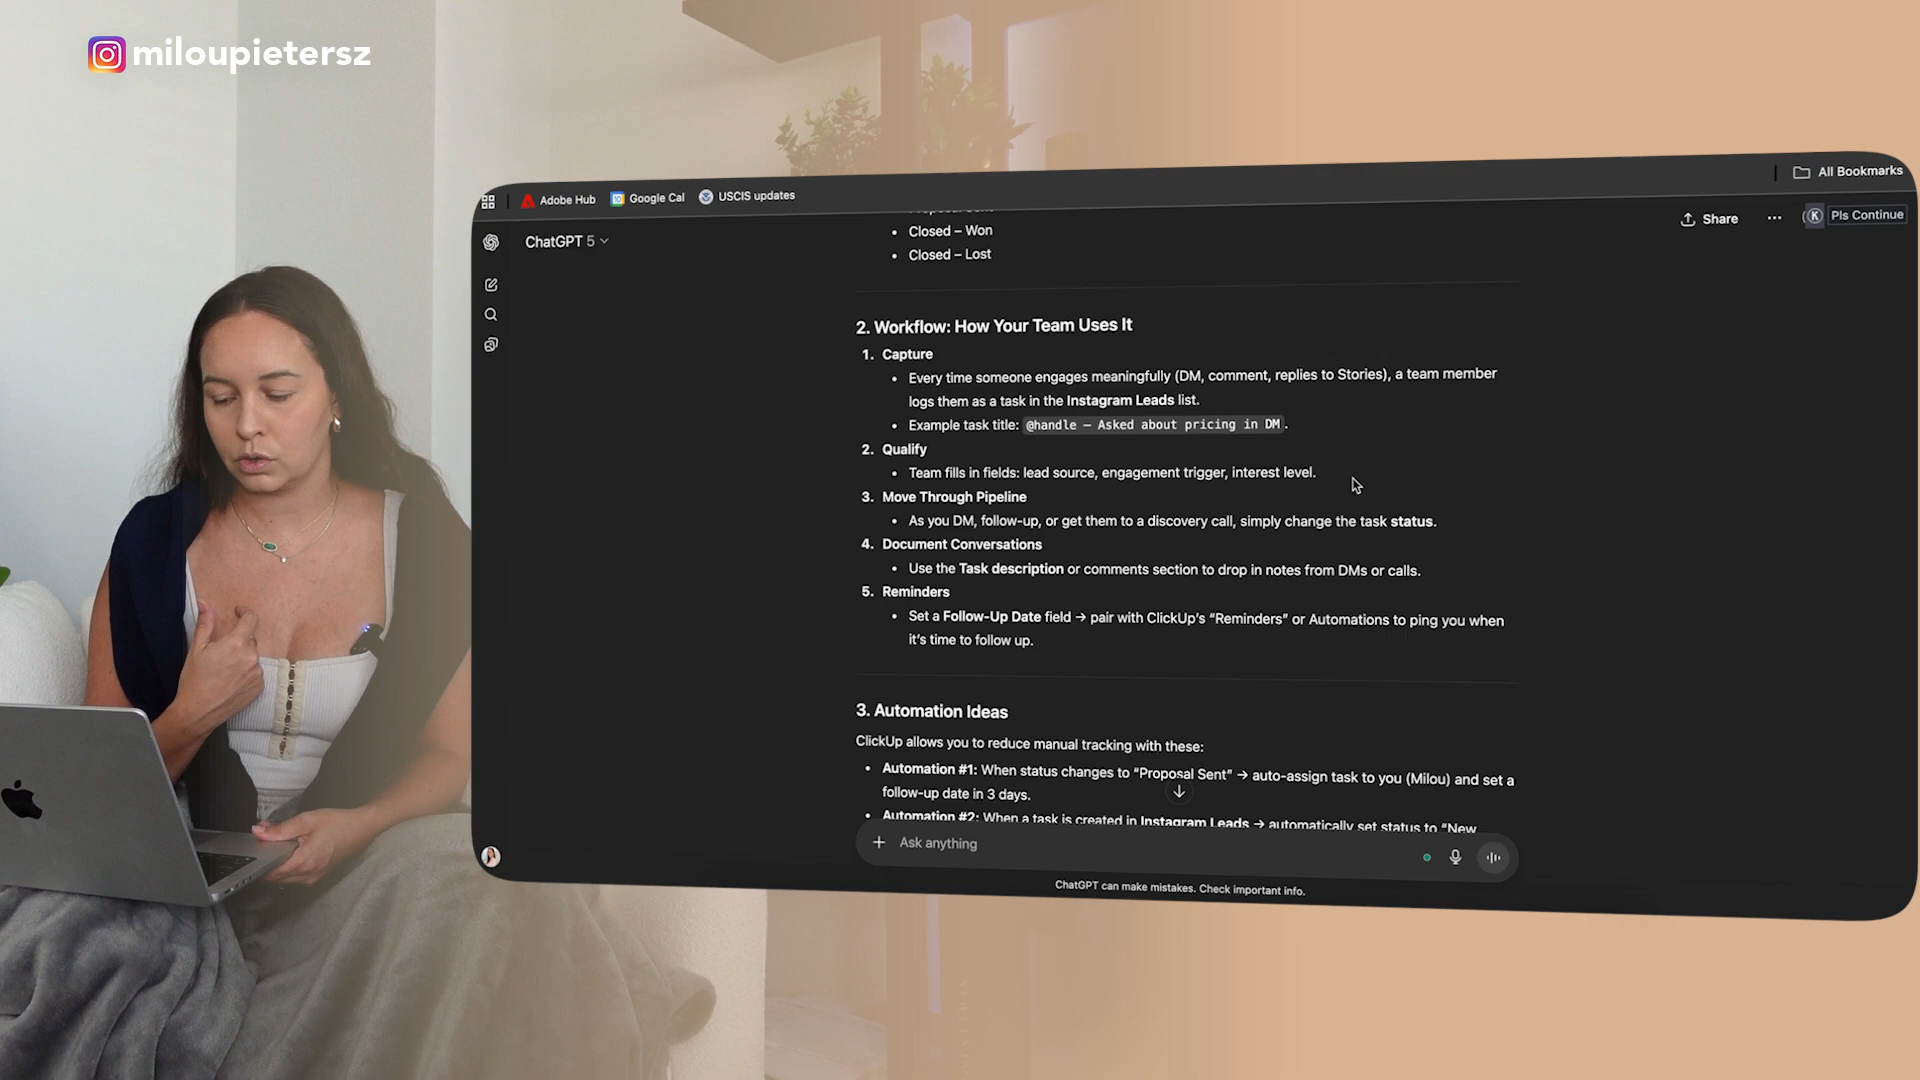 miloupietersz
All Bookmarks
Adobe Hub
Google Cal
USCIS updates
Share
Pls Continue
K
ChatGPT 5
• Closed – Won
• Closed – Lost
2. Workflow: How Your Team Uses It
1. Capture
• Every time someone engages meaningfully (DM, comment, replies to Stories), a team member
logs them as a task in the Instagram Leads list.
• Example task title: @handle — Asked about pricing in DM.
2. Qualify
• Team fills in fields: lead source, engagement trigger, interest level.
3. Move Through Pipeline
• As you DM, follow-up, or get them to a discovery call, simply change the task status.
4. Document Conversations
• Use the Task description or comments section to drop in notes from DMs or calls.
5. Reminders
• Set a Follow-Up Date field → pair with ClickUp’s “Reminders” or Automations to ping you when
it’s time to follow up.
3. Automation Ideas
ClickUp allows you to reduce manual tracking with these:
• Automation #1: When status changes to “Proposal Sent” → auto-assign task to you (Milou) and set a
follow-up date in 3 days.
• Automation #2: When a task is created in Instagram Leads → automatically set status to “New
Ask anything
ChatGPT can make mistakes. Check important info.